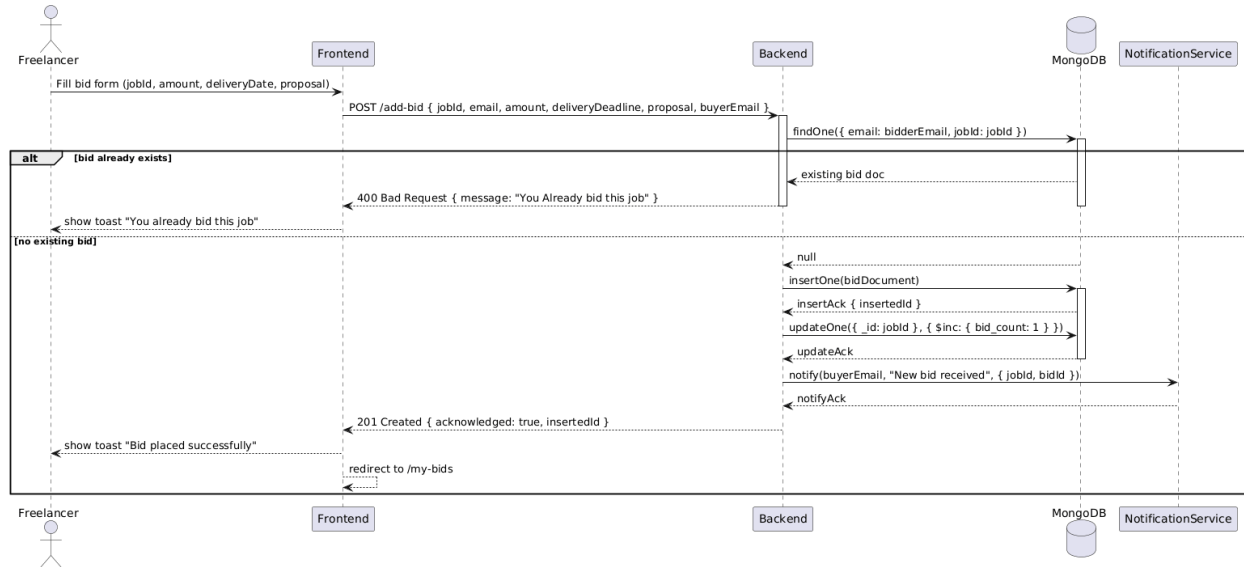 Freelancer
Frontend
Backend
MongoDB
NotificationService
Fill bid form (jobId, amount, deliveryDate, proposal)
POST /add-bid { jobId, email, amount, deliveryDeadline, proposal, buyerEmail }
findOne({ email: bidderEmail, jobId: jobId })
alt [bid already exists]
existing bid doc
400 Bad Request { message: "You Already bid this job" }
show toast "You already bid this job"
[no existing bid]
null
insertOne(bidDocument)
insertAck { insertedId }
updateOne({ _id: jobId }, { $inc: { bid_count: 1 } })
updateAck
notify(buyerEmail, "New bid received", { jobId, bidId })
notifyAck
201 Created { acknowledged: true, insertedId }
show toast "Bid placed successfully"
redirect to /my-bids
Freelancer
Frontend
Backend
MongoDB
NotificationService